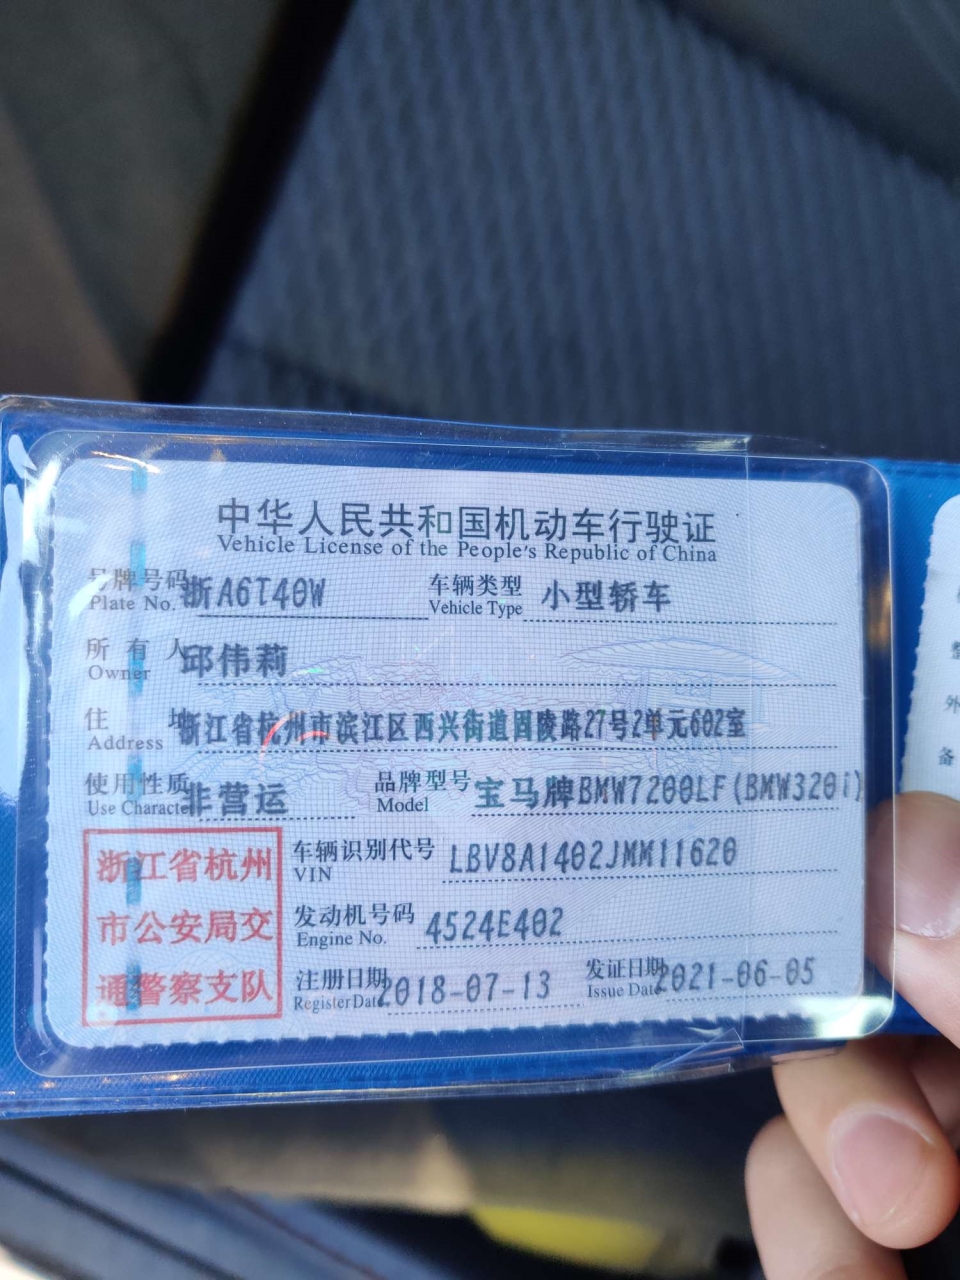 中华人民共和国机动车行驶证
Vehicle License of the People's Republic of China
号牌号码 浙A6T40W 车辆类型 小型轿车
Plate No. Vehicle Type
所有人 邱伟莉
Owner
住址 浙江省杭州市滨江区西兴街道固陵路27号2单元602室
Address
使用性质 非营运 品牌型号 宝马牌BMW7200LF(BMW320i)
Use Character Model
浙江省杭州
市公安局交
通警察支队
车辆识别代号 LBV8A1402JMM11620
VIN
发动机号码 4524E402
Engine No.
注册日期 2018-07-13 发证日期 2021-06-05
Register Date Issue Date
外
备